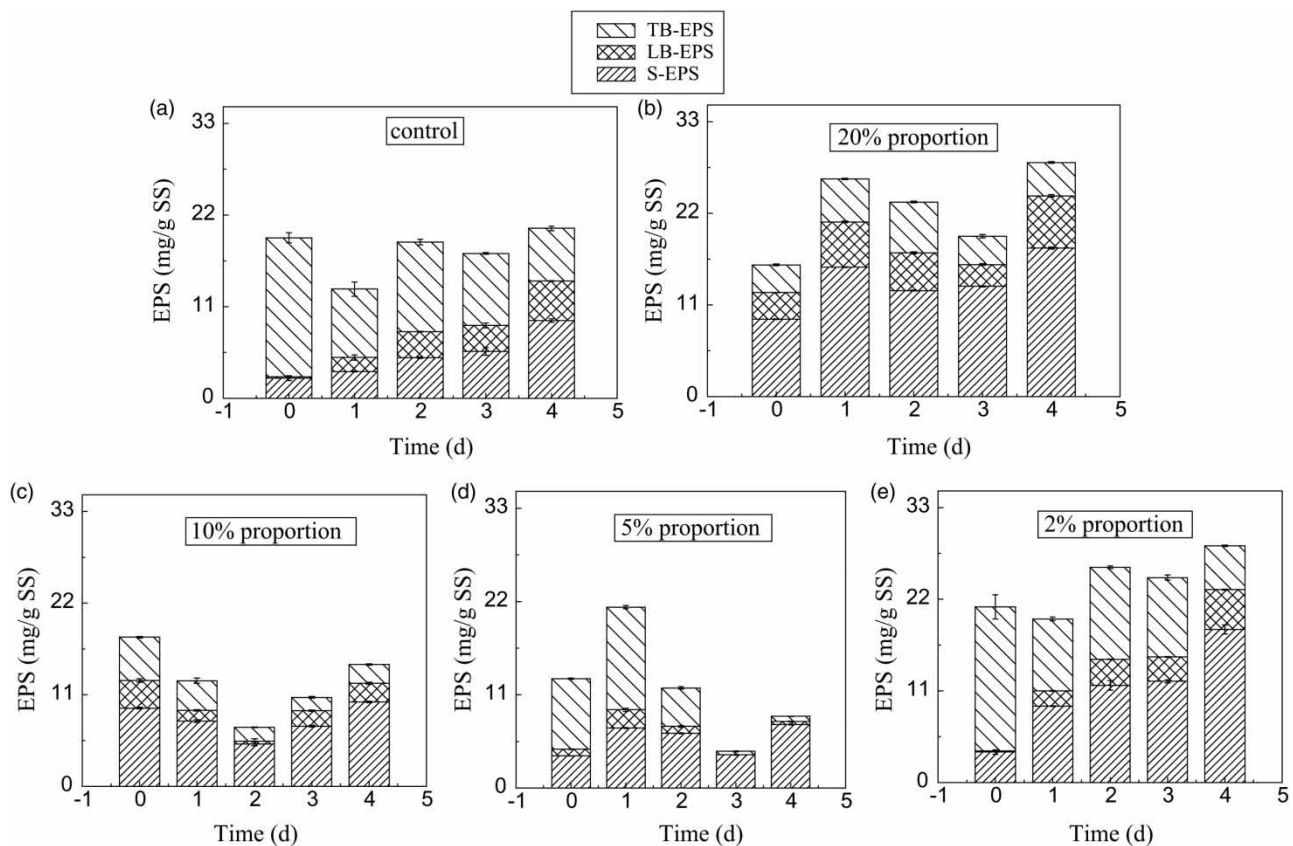 TB-EPS
LB-EPS
S-EPS
(a)
control
EPS (mg/g SS)
33
22
11
0
-1 0 1 2 3 4 5
Time (d)
(b)
20% proportion
EPS (mg/g SS)
33
22
11
0
-1 0 1 2 3 4 5
Time (d)
(c)
10% proportion
EPS (mg/g SS)
33
22
11
0
-1 0 1 2 3 4 5
Time (d)
(d)
5% proportion
EPS (mg/g SS)
33
22
11
0
-1 0 1 2 3 4 5
Time (d)
(e)
2% proportion
EPS (mg/g SS)
33
22
11
0
-1 0 1 2 3 4 5
Time (d)